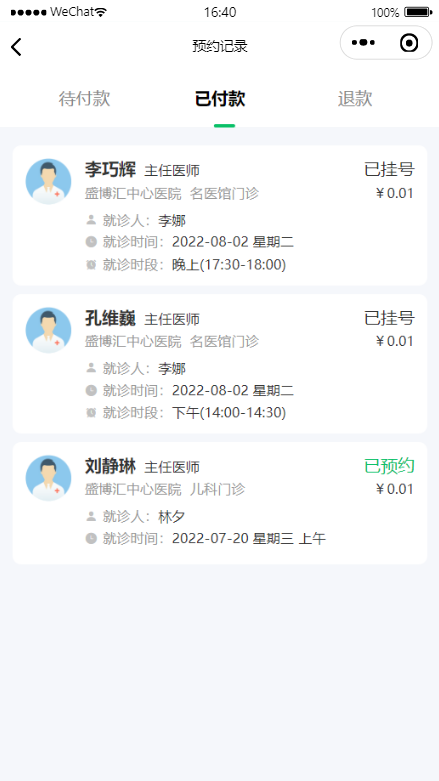 WeChat 16:40 100%
预约记录
待付款 已付款 退款
李巧辉 主任医师 已挂号
盛博汇中心医院 名医馆门诊 ￥0.01
就诊人：李娜
就诊时间：2022-08-02 星期二
就诊时段：晚上(17:30-18:00)
孔维巍 主任医师 已挂号
盛博汇中心医院 名医馆门诊 ￥0.01
就诊人：李娜
就诊时间：2022-08-02 星期二
就诊时段：下午(14:00-14:30)
刘静琳 主任医师 已预约
盛博汇中心医院 儿科门诊 ￥0.01
就诊人：林夕
就诊时间：2022-07-20 星期三 上午